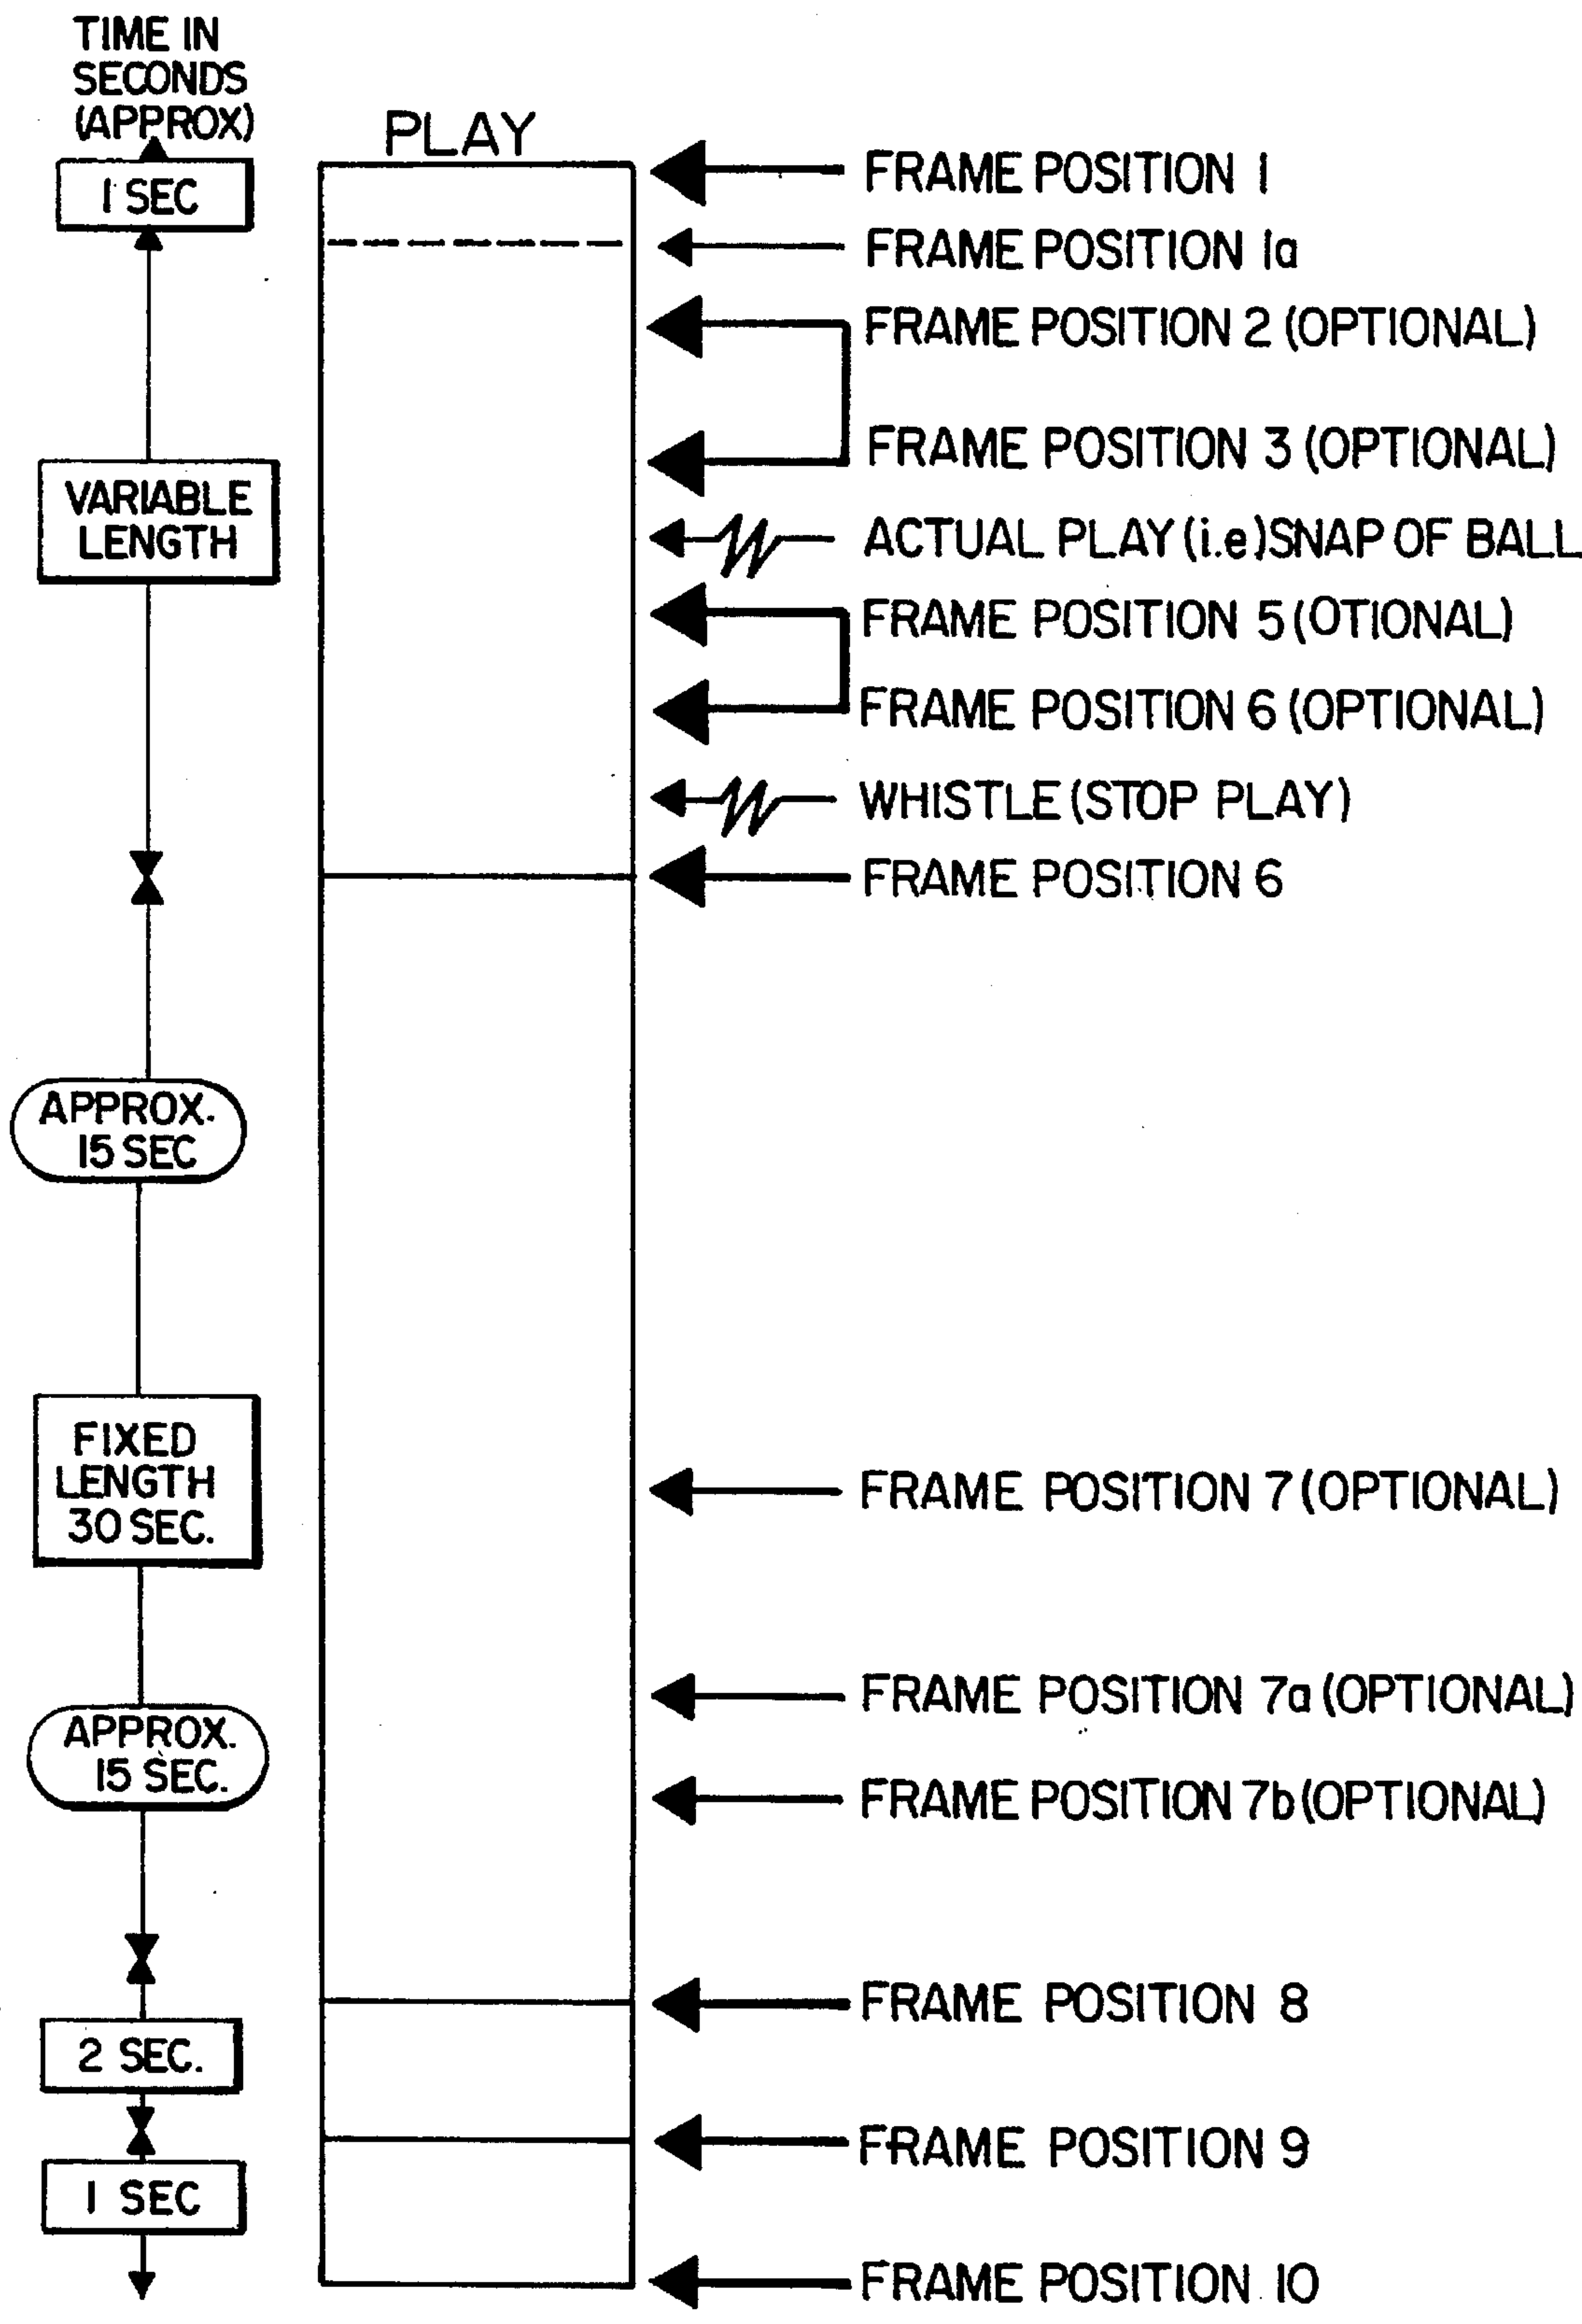 TIME IN
SECONDS
(APPROX)
PLAY
1 SEC
FRAME POSITION 1
FRAME POSITION 1a
FRAME POSITION 2 (OPTIONAL)
FRAME POSITION 3 (OPTIONAL)
VARIABLE
LENGTH
ACTUAL PLAY (i.e) SNAP OF BALL
FRAME POSITION 5 (OTIONAL)
FRAME POSITION 6 (OPTIONAL)
WHISTLE (STOP PLAY)
FRAME POSITION 6
APPROX.
15 SEC
FIXED
LENGTH
30 SEC.
FRAME POSITION 7 (OPTIONAL)
FRAME POSITION 7a (OPTIONAL)
APPROX.
15 SEC.
FRAME POSITION 7b (OPTIONAL)
FRAME POSITION 8
2 SEC.
FRAME POSITION 9
1 SEC
FRAME POSITION 10